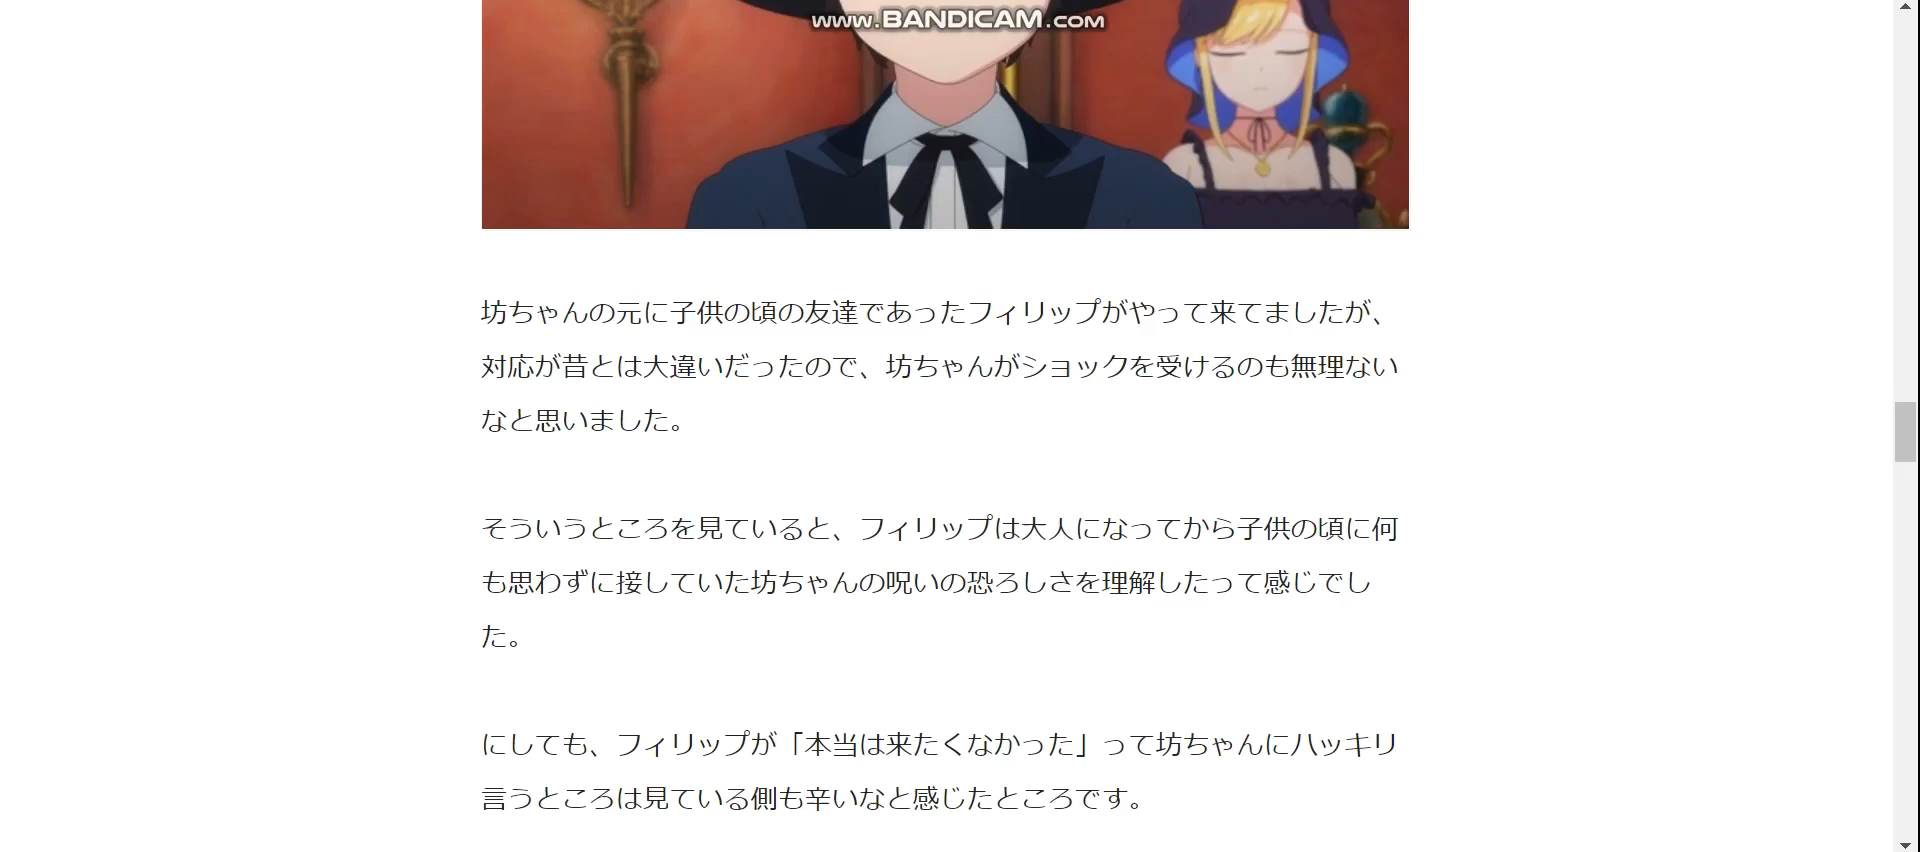 www.BANDICAM.com
坊ちゃんの元に子供の頃の友達であったフィリップがやって来てましたが、
対応が昔とは大違いだったので、坊ちゃんがショックを受けるのも無理ない
なと思いました。
そういうところを見ていると、フィリップは大人になってから子供の頃に何
も思わずに接していた坊ちゃんの呪いの恐ろしさを理解したって感じでし
た。
にしても、フィリップが「本当は来たくなかった」って坊ちゃんにハッキリ
言うところは見ている側も辛いなと感じたところです。